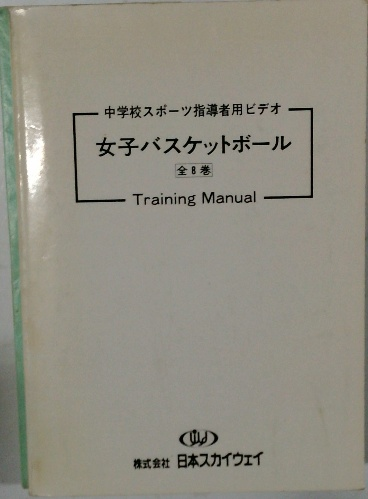 中学校スポーツ指導者用ビデオ
女子バスケットボール
全8巻
Training Manual
株式会社 日本スカイウェイ